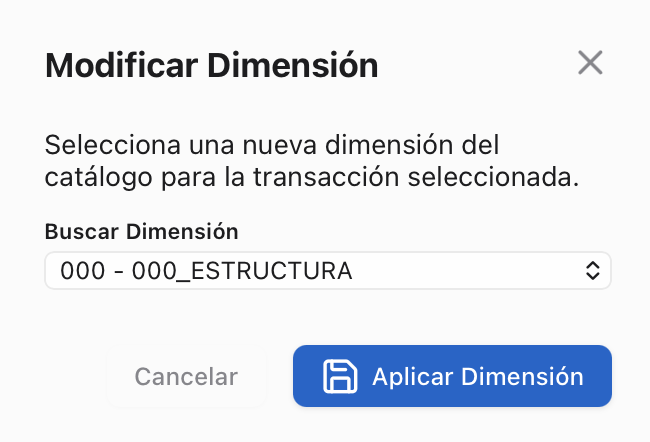 Modificar Dimensión
Selecciona una nueva dimensión del
catálogo para la transacción seleccionada.
Buscar Dimensión
000 - 000_ESTRUCTURA
Cancelar
Aplicar Dimensión